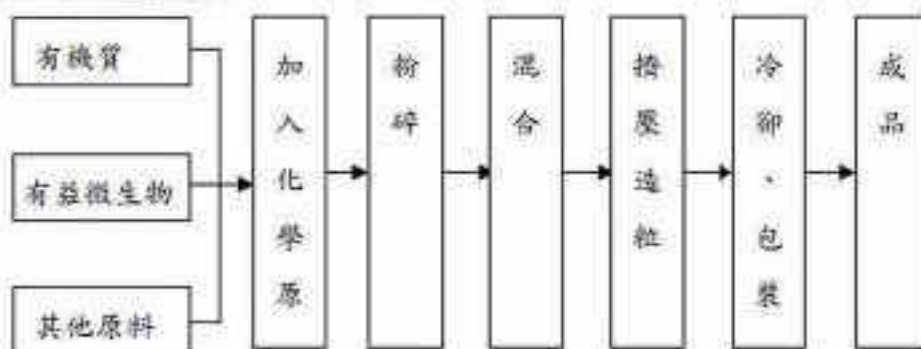 有機質
有益微生物
其他原料
加入化學原
粉碎
混合
擠壓造粒
冷卻、包裝
成品